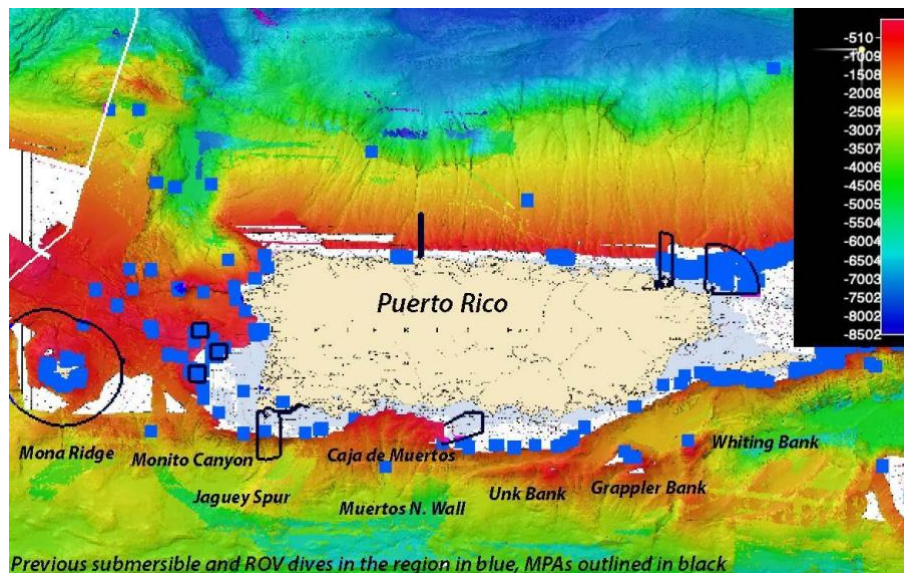 -510
-1009
-1508
-2008
-2508
-3007
-3507
-4007
-4506
-5006
-5504
-6004
-6504
-7003
-7502
-8002
-8502
Puerto Rico
Mona Ridge
Monito Canyon
Caja de Muertos
Whiting Bank
Jaguey Spur
Muertos N. Wall
Unk Bank
Grappler Bank
Previous submersible and ROV dives in the region in blue, MPAs outlined in black